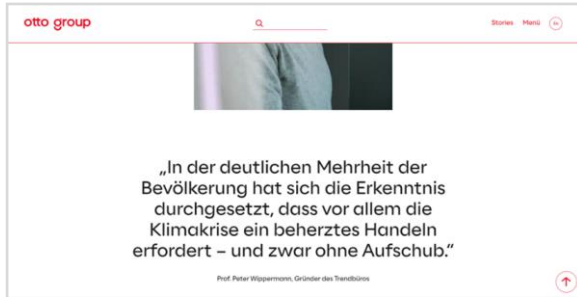 otto group
Stories Menü En
„In der deutlichen Mehrheit der
Bevölkerung hat sich die Erkenntnis
durchgesetzt, dass vor allem die
Klimakrise ein beherztes Handeln
erfordert – und zwar ohne Aufschub.“
Prof. Peter Wippermann, Gründer des Trendbüros